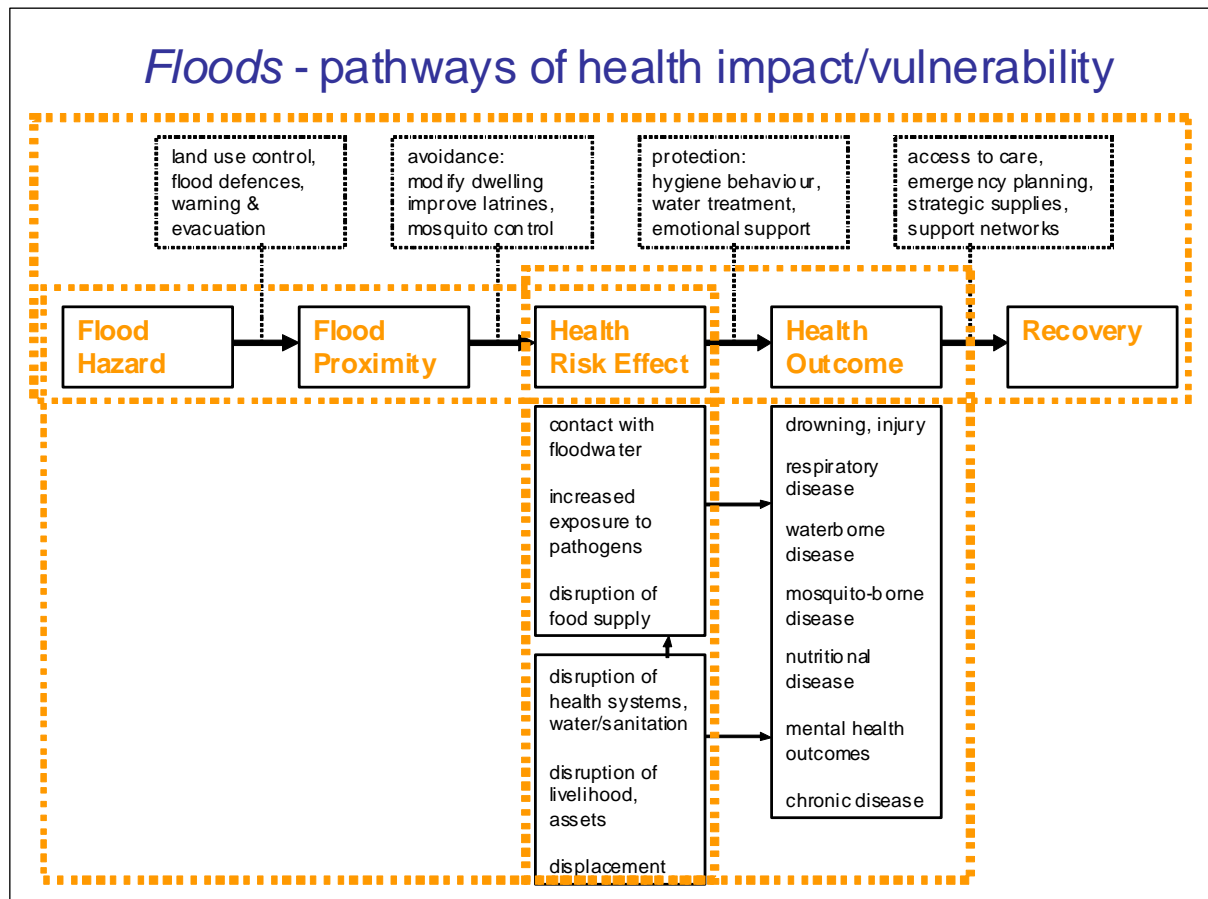 Floods - pathways of health impact/vulnerability
land use control,
flood defences,
warning &
evacuation
avoidance:
modify dwelling
improve latrines,
mosquito control
protection:
hygiene behaviour,
water treatment,
emotional support
access to care,
emergency planning,
strategic supplies,
support networks
Flood
Hazard
Flood
Proximity
Health
Risk Effect
Health
Outcome
Recovery
contact with
floodwater
increased
exposure to
pathogens
disruption of
food supply
disruption of
health systems,
water/sanitation
disruption of
livelihood,
assets
displacement
drowning, injury
respiratory
disease
waterborne
disease
mosquito-borne
disease
nutritional
disease
mental health
outcomes
chronic disease